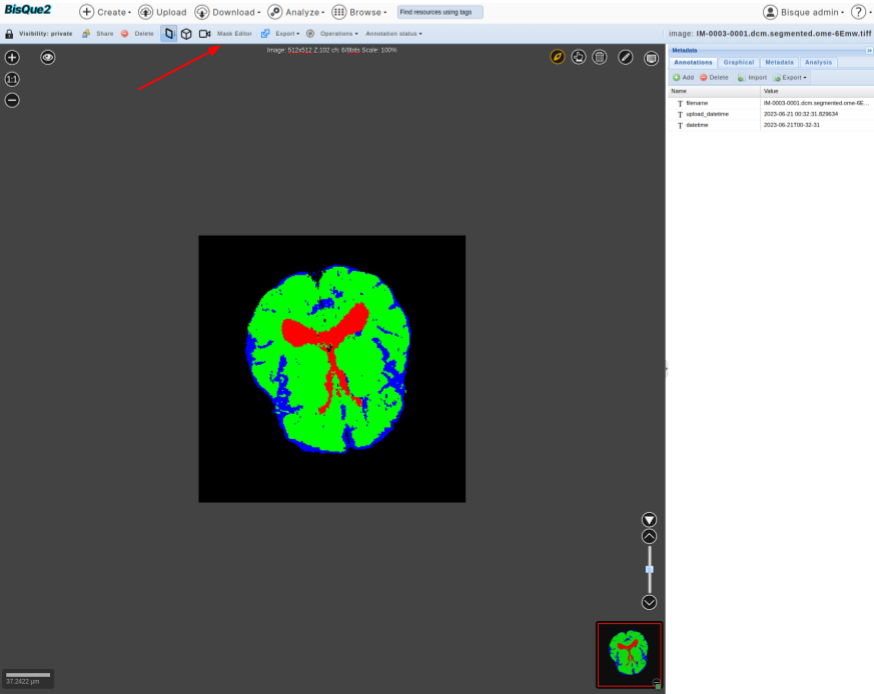 BisQue2 Create Upload Download Analyze Browse Find resources using tags Bisque admin ?
Visibility: private Share Delete Mask Editor Export Operations Annotation status image: IM-0003-0001.dcm.segmented.ome-6Emw.tiff
Image: 512x512 Z:102 ch: 6/8bits Scale: 100%
Metadata
Annotations Graphical Metadata Analysis
Add Delete Import Export
Name Value
T filename IM-0003-0001.dcm.segmented.ome-6E...
T upload_datetime 2023-06-21 00:32:31.829634
T datetime 2023-06-21T00-32-31
1:1
37.2422 µm